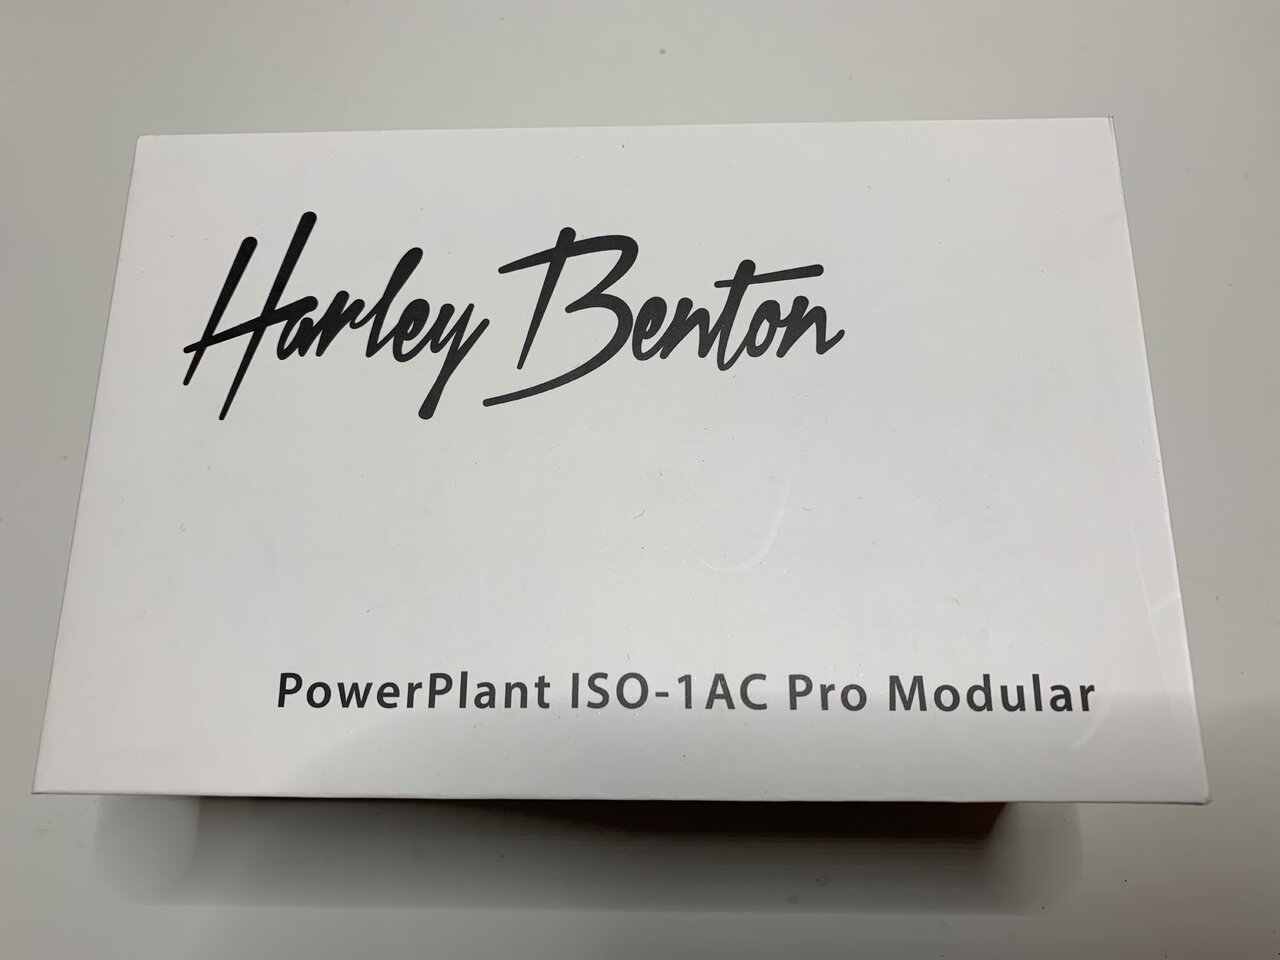 Harley Benton
PowerPlant ISO-1AC Pro Modular